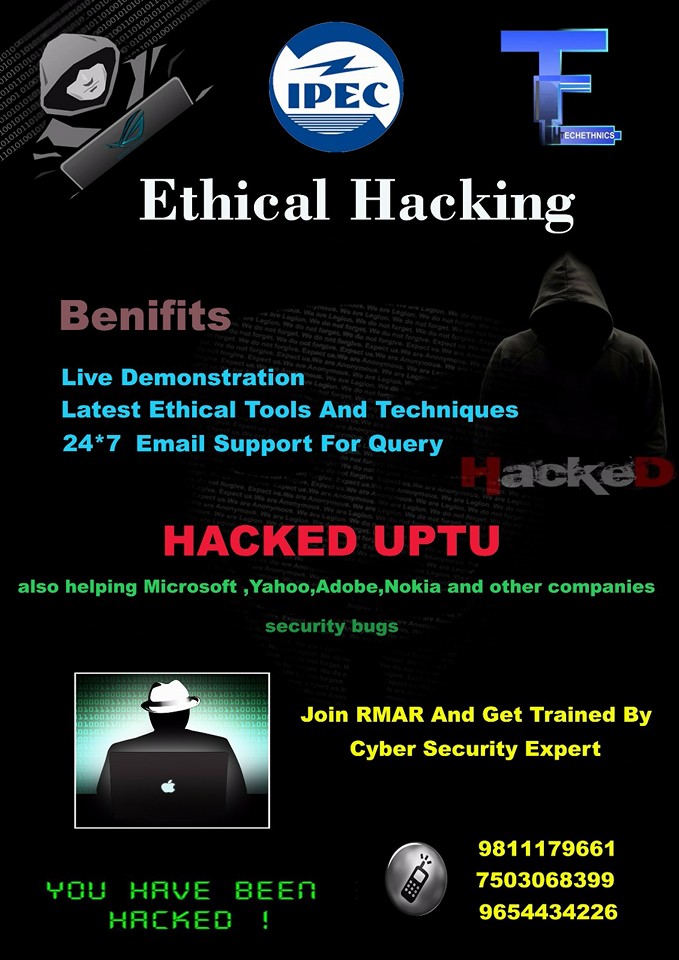 IPEC
TE
ECHETHNICS
Ethical Hacking
Benifits
Live Demonstration
Latest Ethical Tools And Techniques
24*7 Email Support For Query
HackeD
HACKED UPTU
also helping Microsoft ,Yahoo,Adobe,Nokia and other companies
security bugs
Join RMAR And Get Trained By
Cyber Security Expert
9811179661
7503068399
9654434226
YOU HAVE BEEN
HACKED !